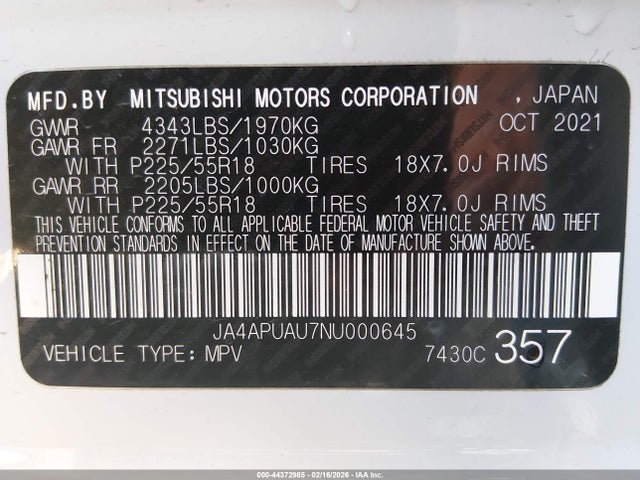 MFD.BY MITSUBISHI MOTORS CORPORATION , JAPAN
GVWR 4343LBS/1970KG OCT 2021
GAWR FR 2271LBS/1030KG
WITH P225/55R18 TIRES 18X7.0J RIMS
GAWR RR 2205LBS/1000KG
WITH P225/55R18 TIRES 18X7.0J RIMS
THIS VEHICLE CONFORMS TO ALL APPLICABLE FEDERAL MOTOR VEHICLE SAFETY AND THEFT
PREVENTION STANDARDS IN EFFECT ON THE DATE OF MANUFACTURE SHOWN ABOVE.
JA4APUAU7NU000645
VEHICLE TYPE: MPV 7430C 357
000-44372985 - 02/16/2026 - IAAI.COM